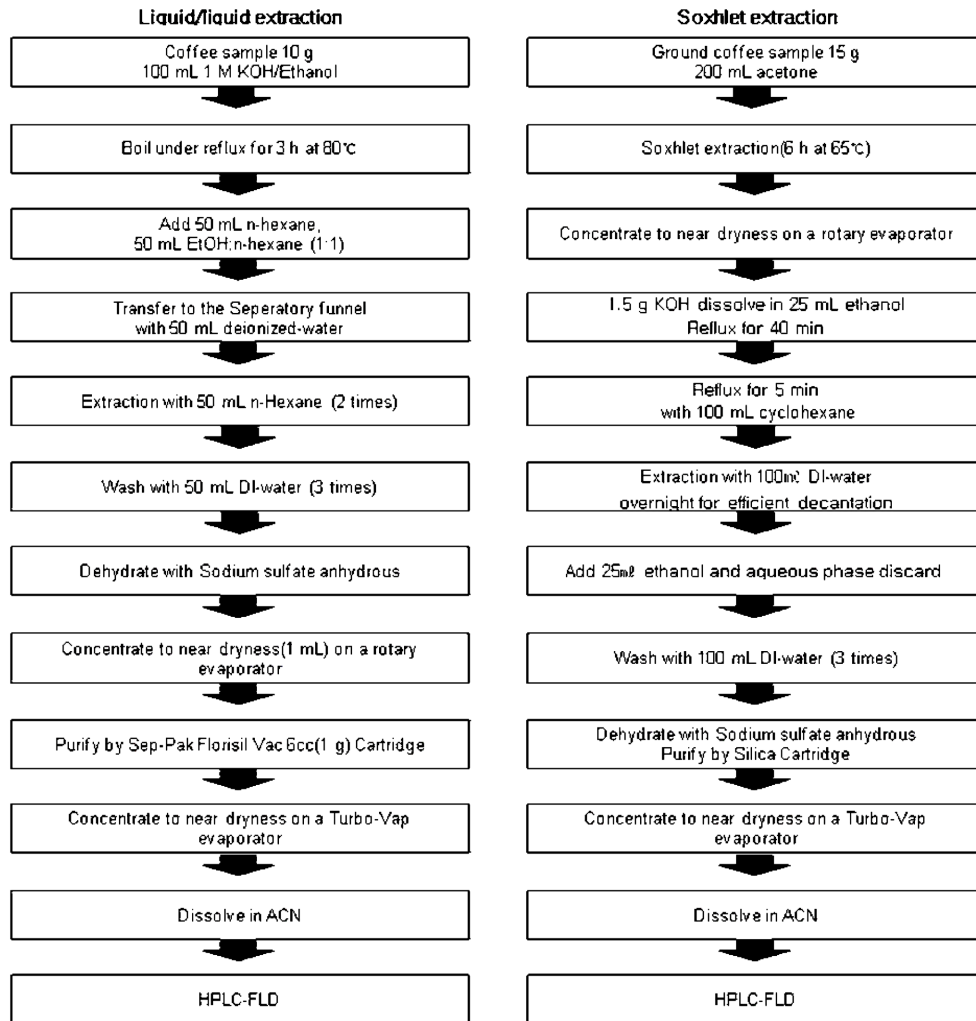 Liquid/liquid extraction
Coffee sample 10 g
100 mL 1 M KOH/Ethanol
Boil under reflux for 3 h at 80℃
Add 50 mL n-hexane,
50 mL EtOH:n-hexane (1:1)
Transfer to the Seperatory funnel
with 50 mL deionized-water
Extraction with 50 mL n-Hexane (2 times)
Wash with 50 mL DI-water (3 times)
Dehydrate with Sodium sulfate anhydrous
Concentrate to near dryness(1 mL) on a rotary
evaporator
Purify by Sep-Pak Florisil Vac 6cc(1 g) Cartridge
Concentrate to near dryness on a Turbo-Vap
evaporator
Dissolve in ACN
HPLC-FLD
Soxhlet extraction
Ground coffee sample 15 g
200 mL acetone
Soxhlet extraction(6 h at 65℃)
Concentrate to near dryness on a rotary evaporator
1.5 g KOH dissolve in 25 mL ethanol
Reflux for 40 min
Reflux for 5 min
with 100 mL cyclohexane
Extraction with 100㎖ DI-water
overnight for efficient decantation
Add 25㎖ ethanol and aqueous phase discard
Wash with 100 mL DI-water (3 times)
Dehydrate with Sodium sulfate anhydrous
Purify by Silica Cartridge
Concentrate to near dryness on a Turbo-Vap
evaporator
Dissolve in ACN
HPLC-FLD